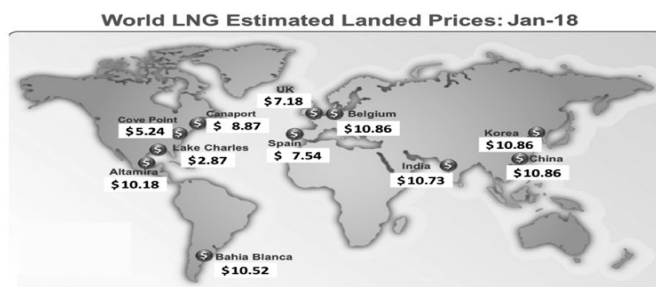 World LNG Estimated Landed Prices: Jan-18
UK
$7.18
Belgium
$10.86
Cove Point
$5.24
Canaport
$ 8.87
Spain
$ 7.54
Korea
$10.86
Lake Charles
$2.87
China
$10.86
India
$10.73
Altamira
$10.18
Bahia Blanca
$10.52